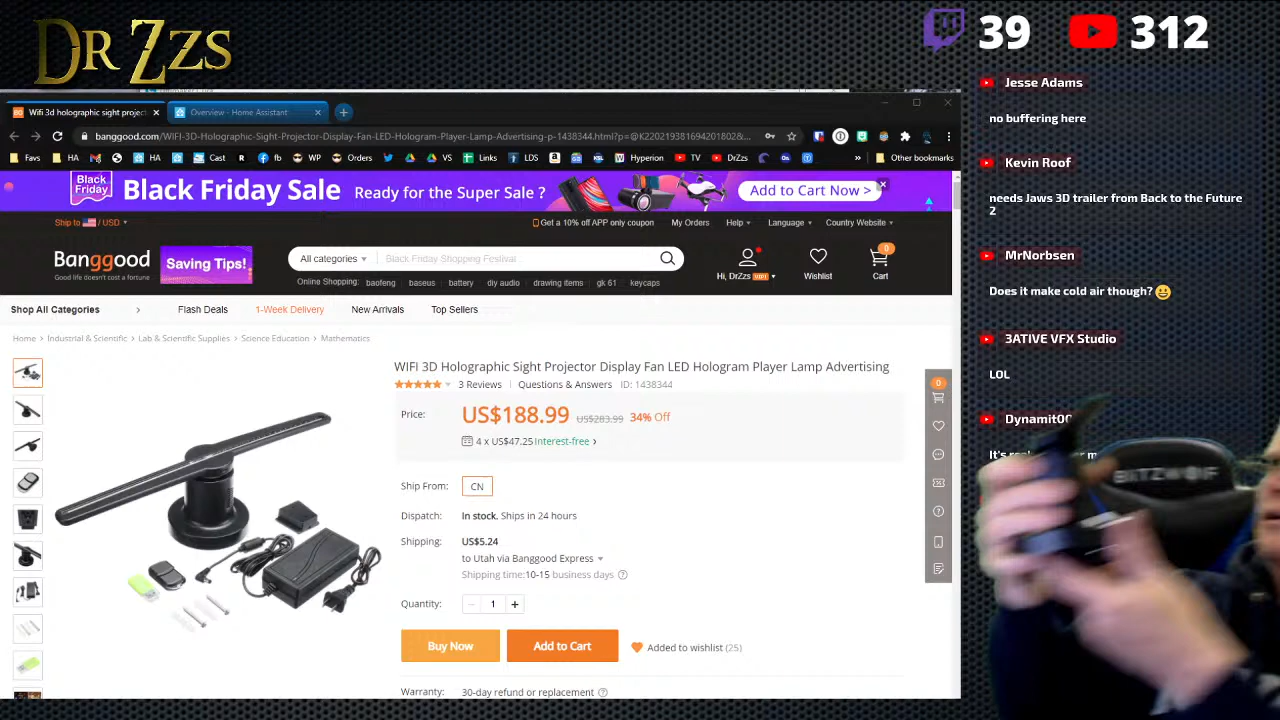 DR ZZS
39
312
Wifi 3d holographic sight project
Overview - Home Assistant
banggood.com/WIFI-3D-Holographic-Sight-Projector-Display-Fan-LED-Hologram-Player-Lamp-Advertising-p-1438344.html?p=@K220219381694201802&...
Favs
HA
HA
Cast
fb
WP
Orders
VS
Links
LDS
Hyperion
TV
DrZzs
»
Other bookmarks
Black Friday
Black Friday Sale
Ready for the Super Sale ?
Add to Cart Now >
Ship to / USD
Get a 10% off APP only coupon
My Orders
Help
Language
Country Website
Banggood
Good life doesn't cost a fortune
Saving Tips!
All categories
Black Friday Shopping Festival
Online Shopping: baofeng baseus battery diy audio drawing items gk 61 keycaps
Hi, DrZzs
Wishlist
0
Cart
Shop All Categories
Flash Deals
1-Week Delivery
New Arrivals
Top Sellers
Home > Industrial & Scientific > Lab & Scientific Supplies > Science Education > Mathematics
WIFI 3D Holographic Sight Projector Display Fan LED Hologram Player Lamp Advertising
3 Reviews
Questions & Answers
ID: 1438344
Price:
US$188.99
US$283.99
34% Off
4 x US$47.25 Interest-free >
Ship From:
CN
Dispatch:
In stock. Ships in 24 hours
Shipping:
US$5.24
to Utah via Banggood Express
Shipping time:10-15 business days
Quantity:
1
+
Buy Now
Add to Cart
Added to wishlist (25)
Warranty:
30-day refund or replacement
0
Jesse Adams
no buffering here
Kevin Roof
needs Jaws 3D trailer from Back to the Future
2
MrNorbsen
Does it make cold air though?
3ATIVE VFX Studio
LOL
BLITZWOLF